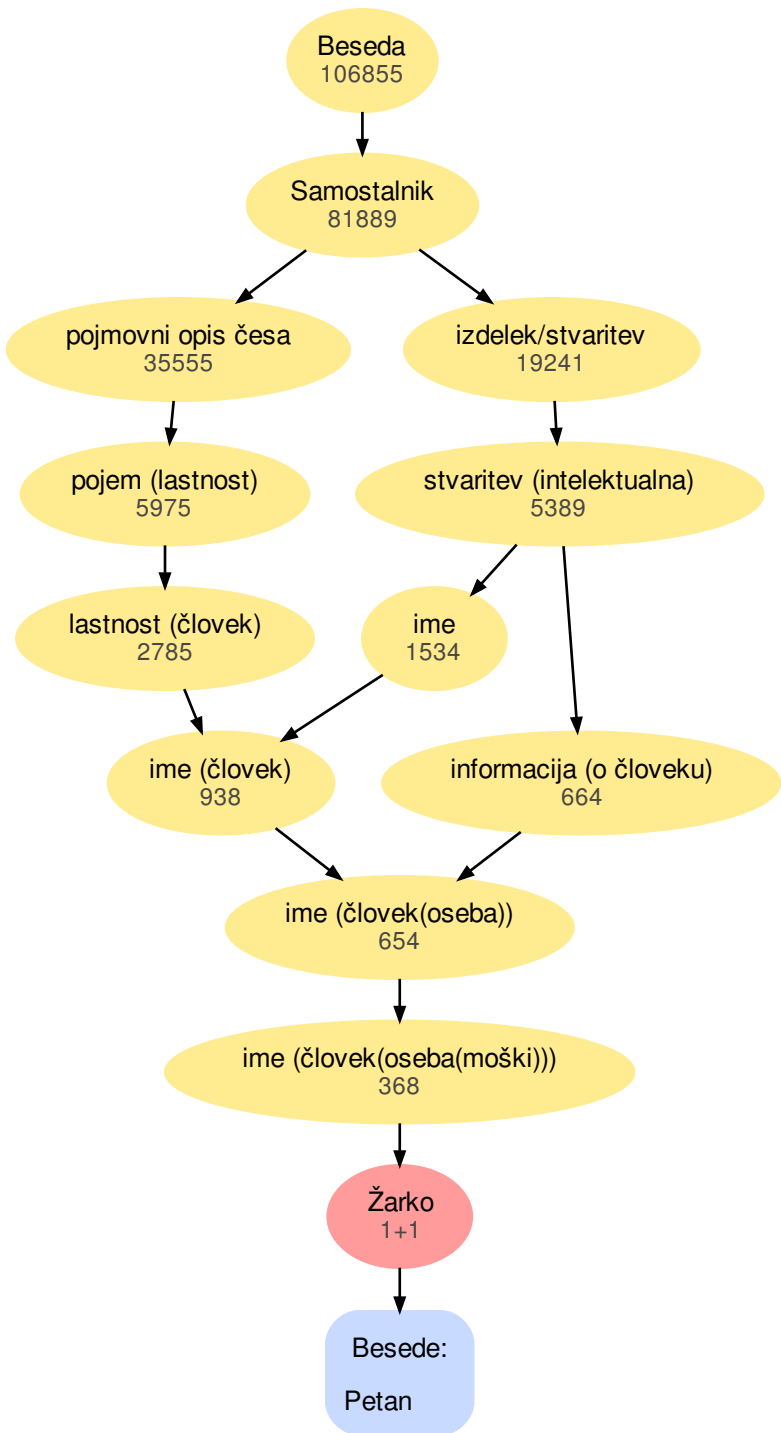 Beseda
106855
Samostalnik
81889
pojmovni opis česa
35555
izdelek/stvaritev
19241
pojem (lastnost)
5975
stvaritev (intelektualna)
5389
lastnost (človek)
2785
ime
1534
ime (človek)
938
informacija (o človeku)
664
ime (človek(oseba))
654
ime (človek(oseba(moški)))
368
Žarko
1+1
Besede:
Petan